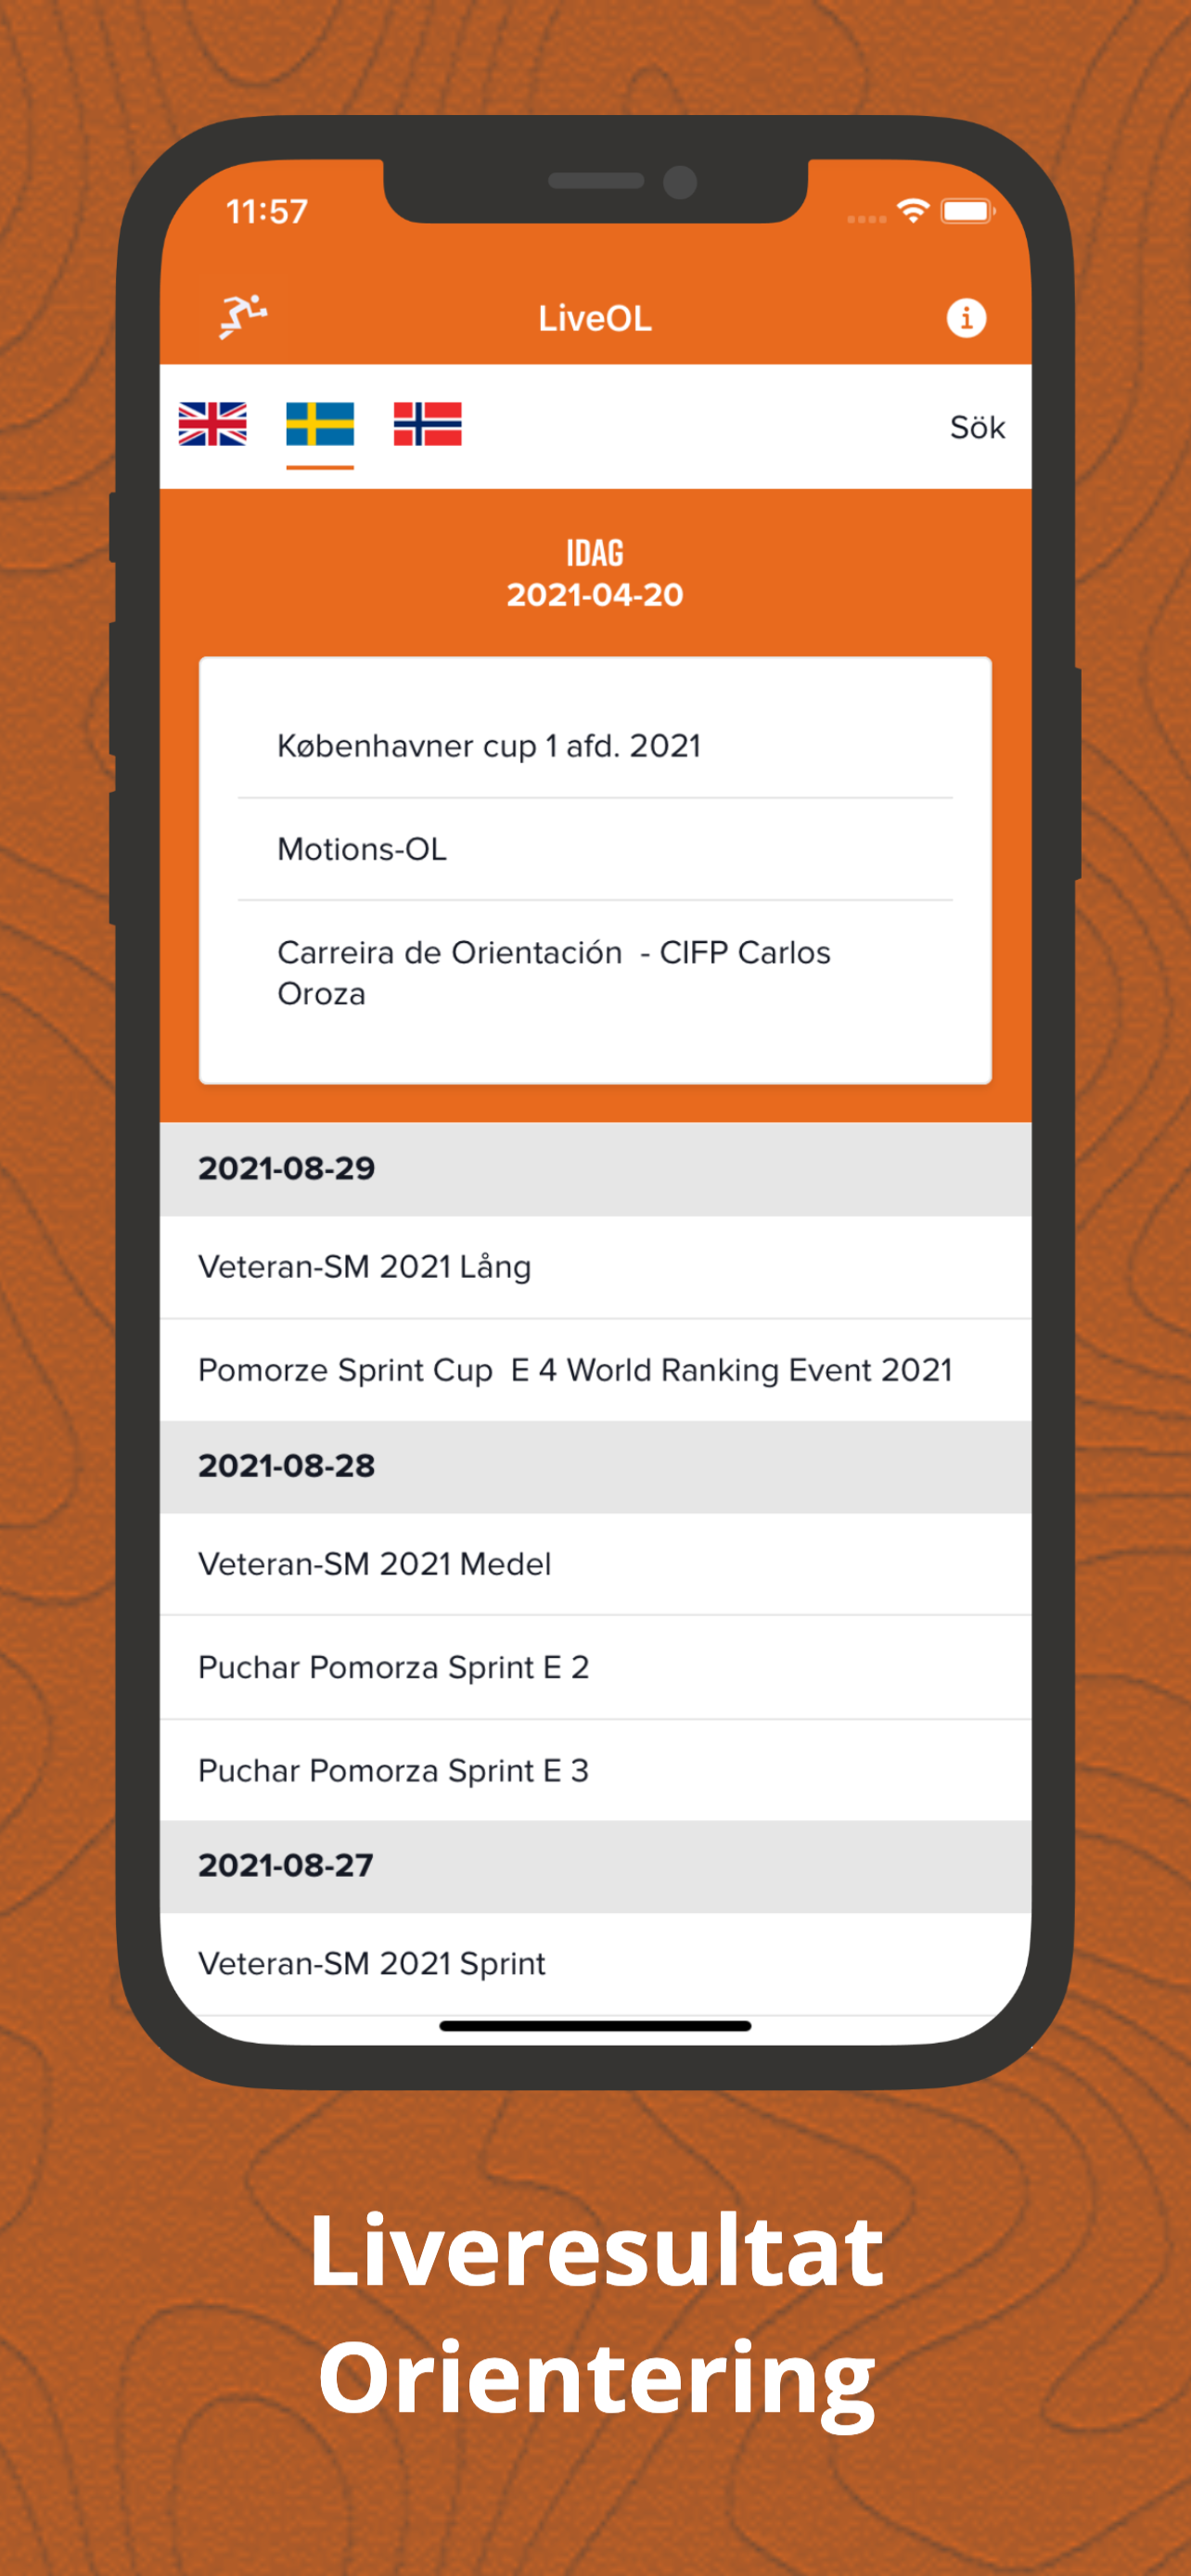 11:57
LiveOL
Sök
IDAG
2021-04-20
Københavner cup 1 afd. 2021
Motions-OL
Carreira de Orientación - CIFP Carlos
Oroza
2021-08-29
Veteran-SM 2021 Lång
Pomorze Sprint Cup E 4 World Ranking Event 2021
2021-08-28
Veteran-SM 2021 Medel
Puchar Pomorza Sprint E 2
Puchar Pomorza Sprint E 3
2021-08-27
Veteran-SM 2021 Sprint
Liveresultat
Orientering